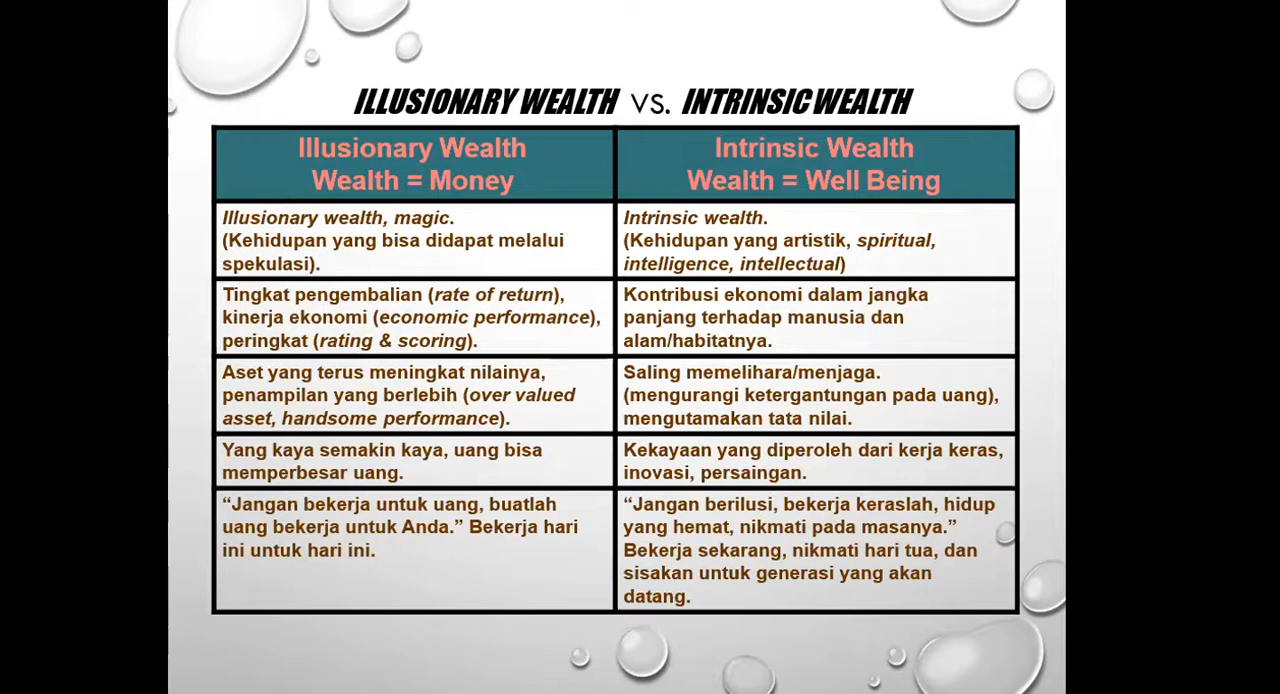 ILLUSIONARY WEALTH vs. INTRINSIC WEALTH
Illusionary Wealth
Wealth = Money
Intrinsic Wealth
Wealth = Well Being
Illusionary wealth, magic.
(Kehidupan yang bisa didapat melalui
spekulasi).
Intrinsic wealth.
(Kehidupan yang artistik, spiritual,
intelligence, intellectual)
Tingkat pengembalian (rate of return),
kinerja ekonomi (economic performance),
peringkat (rating & scoring).
Kontribusi ekonomi dalam jangka
panjang terhadap manusia dan
alam/habitatnya.
Aset yang terus meningkat nilainya,
penampilan yang berlebih (over valued
asset, handsome performance).
Saling memelihara/menjaga.
(mengurangi ketergantungan pada uang),
mengutamakan tata nilai.
Yang kaya semakin kaya, uang bisa
memperbesar uang.
Kekayaan yang diperoleh dari kerja keras,
inovasi, persaingan.
“Jangan bekerja untuk uang, buatlah
uang bekerja untuk Anda.” Bekerja hari
ini untuk hari ini.
“Jangan berilusi, bekerja keraslah, hidup
yang hemat, nikmati pada masanya.”
Bekerja sekarang, nikmati hari tua, dan
sisakan untuk generasi yang akan
datang.